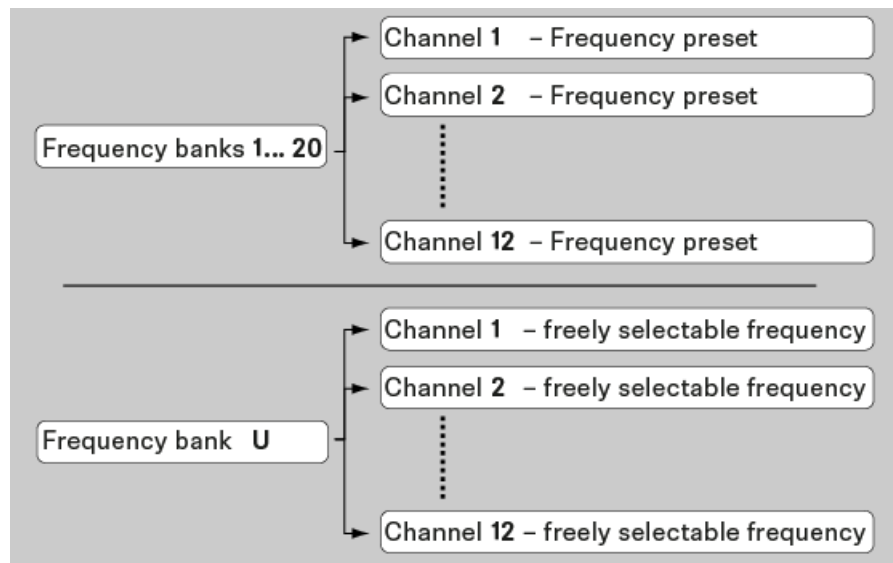 Channel 1 – Frequency preset
Channel 2 – Frequency preset
Frequency banks 1... 20
Channel 12 – Frequency preset
Channel 1 – freely selectable frequency
Channel 2 – freely selectable frequency
Frequency bank U
Channel 12 – freely selectable frequency